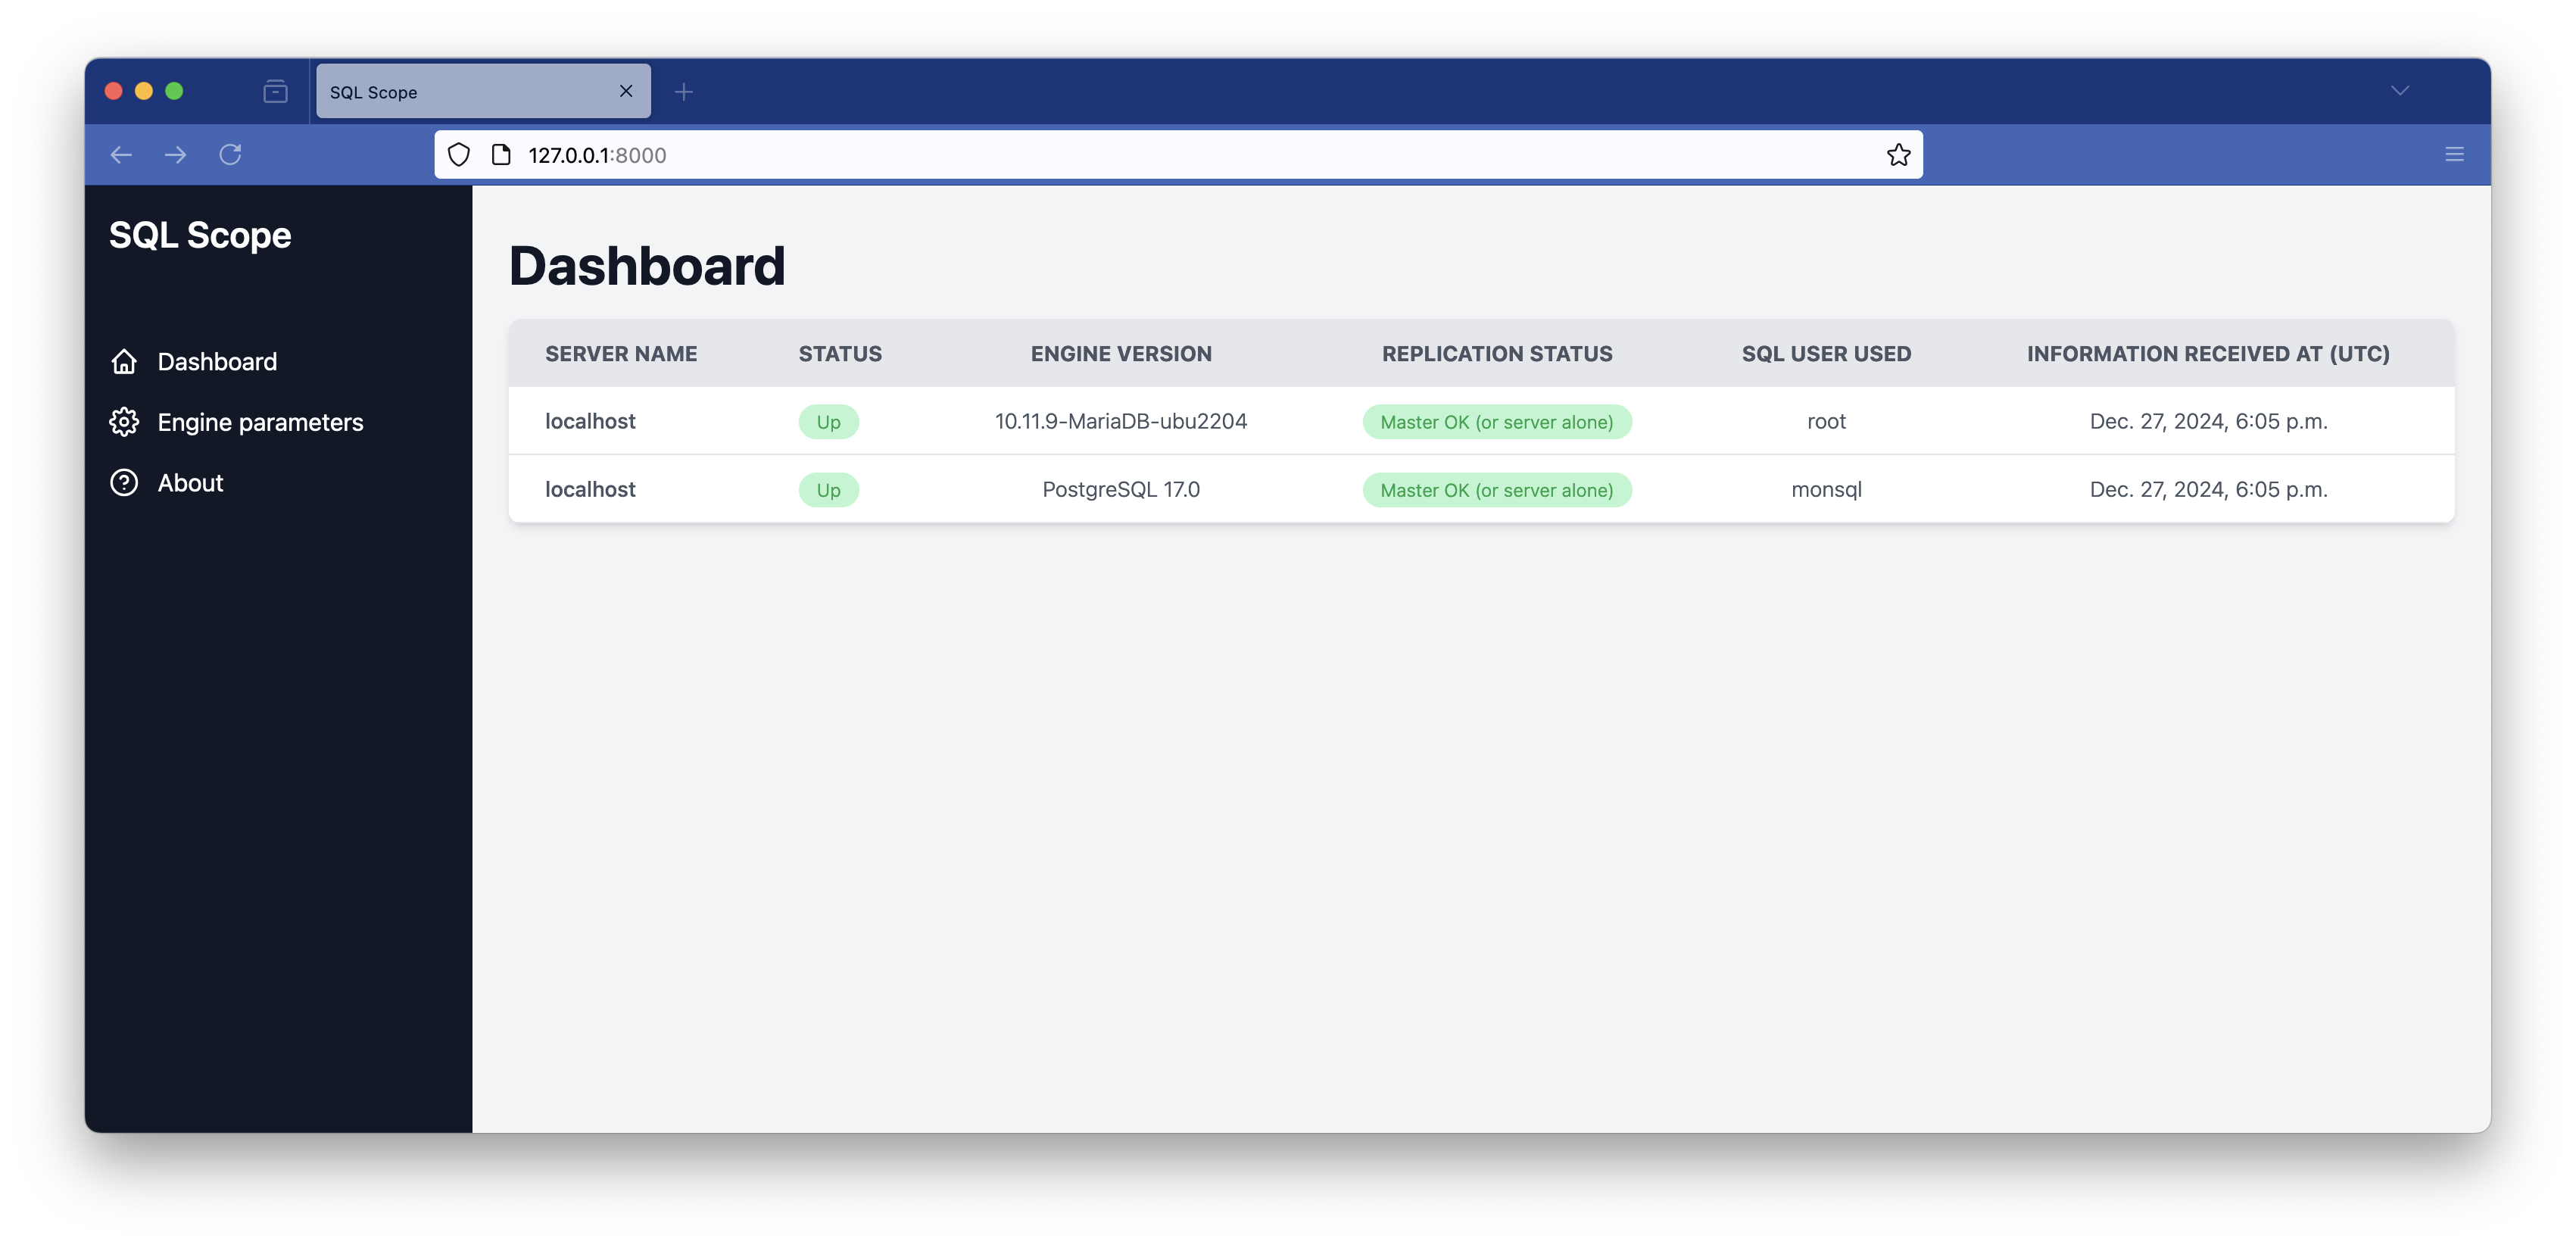 SQL Scope
127.0.0.1:8000
SQL Scope
Dashboard
Engine parameters
About
Dashboard
SERVER NAME STATUS ENGINE VERSION REPLICATION STATUS SQL USER USED INFORMATION RECEIVED AT (UTC)
localhost Up 10.11.9-MariaDB-ubu2204 Master OK (or server alone) root Dec. 27, 2024, 6:05 p.m.
localhost Up PostgreSQL 17.0 Master OK (or server alone) monsql Dec. 27, 2024, 6:05 p.m.